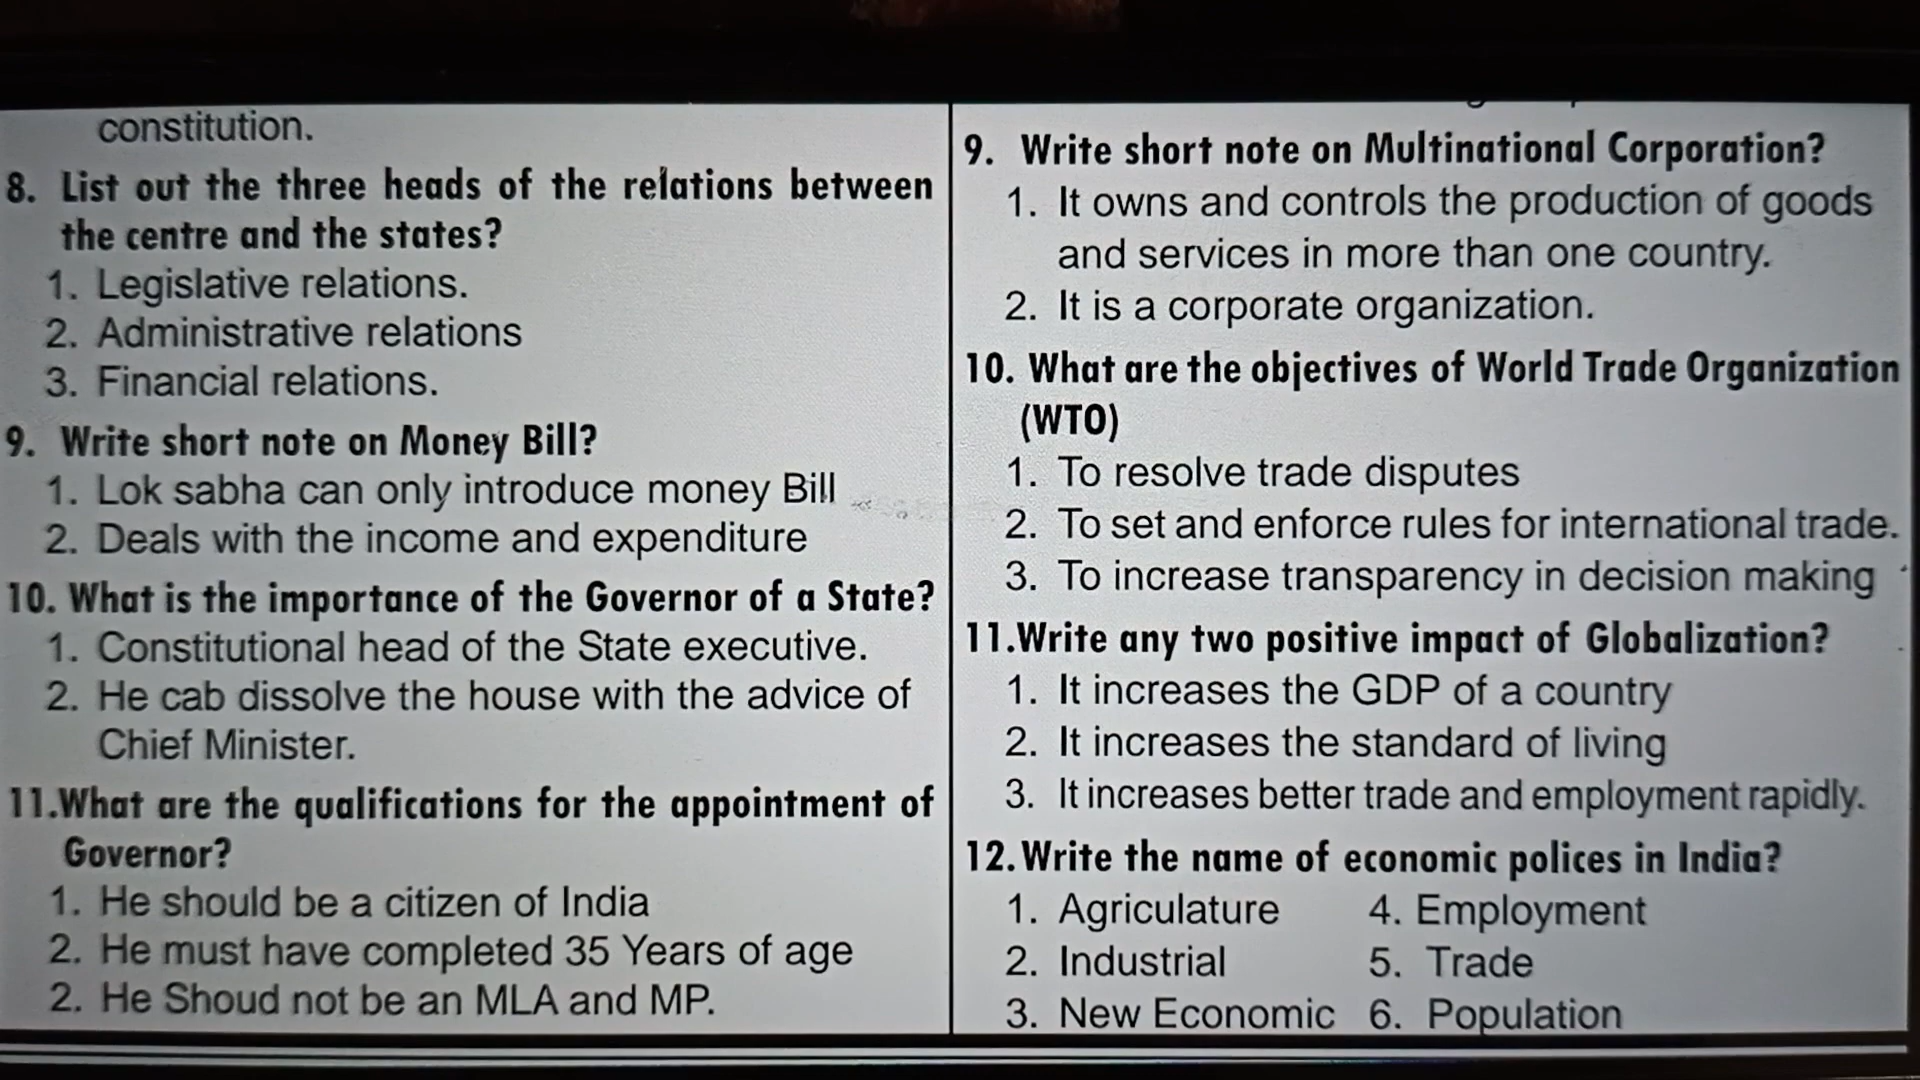 constitution.
8. List out the three heads of the relations between
the centre and the states?
1. Legislative relations.
2. Administrative relations
3. Financial relations.
9. Write short note on Money Bill?
1. Lok sabha can only introduce money Bill
2. Deals with the income and expenditure
10. What is the importance of the Governor of a State?
1. Constitutional head of the State executive.
2. He cab dissolve the house with the advice of
Chief Minister.
11.What are the qualifications for the appointment of
Governor?
1. He should be a citizen of India
2. He must have completed 35 Years of age
2. He Shoud not be an MLA and MP.
9. Write short note on Multinational Corporation?
1. It owns and controls the production of goods
and services in more than one country.
2. It is a corporate organization.
10. What are the objectives of World Trade Organization
(WTO)
1. To resolve trade disputes
2. To set and enforce rules for international trade.
3. To increase transparency in decision making
11.Write any two positive impact of Globalization?
1. It increases the GDP of a country
2. It increases the standard of living
3. It increases better trade and employment rapidly.
12.Write the name of economic polices in India?
1. Agriculature 4. Employment
2. Industrial 5. Trade
3. New Economic 6. Population